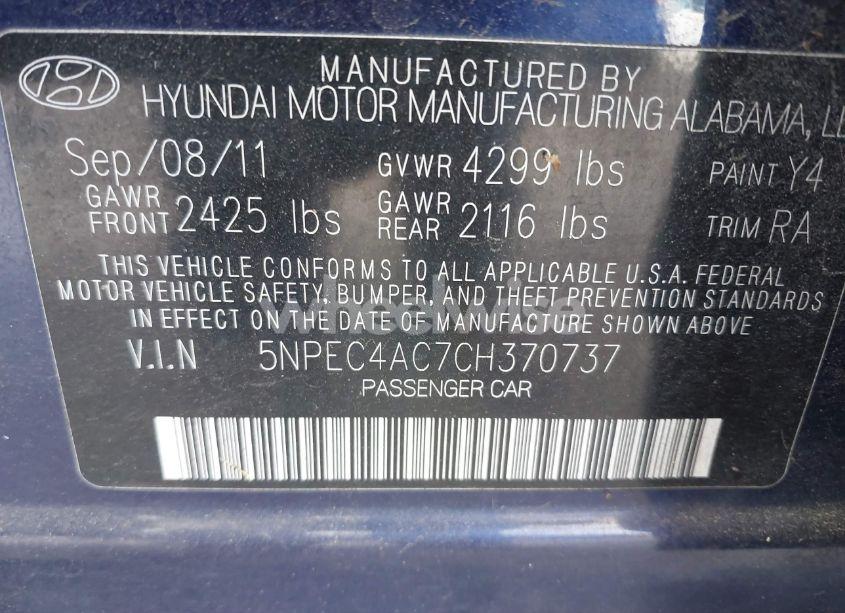 MANUFACTURED BY
HYUNDAI MOTOR MANUFACTURING ALABAMA, LL
Sep/08/11 GVWR 4299 lbs PAINT Y4
GAWR FRONT 2425 lbs GAWR REAR 2116 lbs TRIM RA
THIS VEHICLE CONFORMS TO ALL APPLICABLE U.S.A. FEDERAL
MOTOR VEHICLE SAFETY, BUMPER, AND THEFT PREVENTION STANDARDS
IN EFFECT ON THE DATE OF MANUFACTURE SHOWN ABOVE
V.I.N 5NPEC4AC7CH370737
PASSENGER CAR